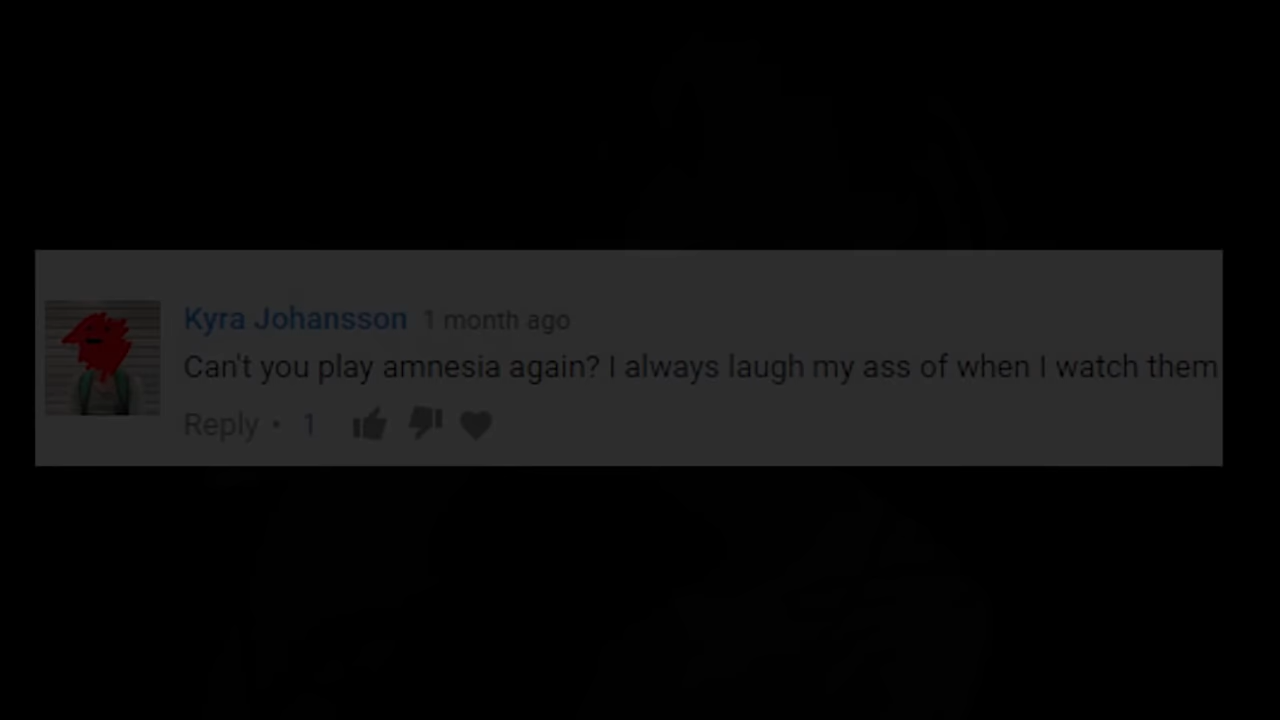 Kyra Johansson 1 month ago
Can't you play amnesia again? I always laugh my ass of when I watch them
Reply • 1